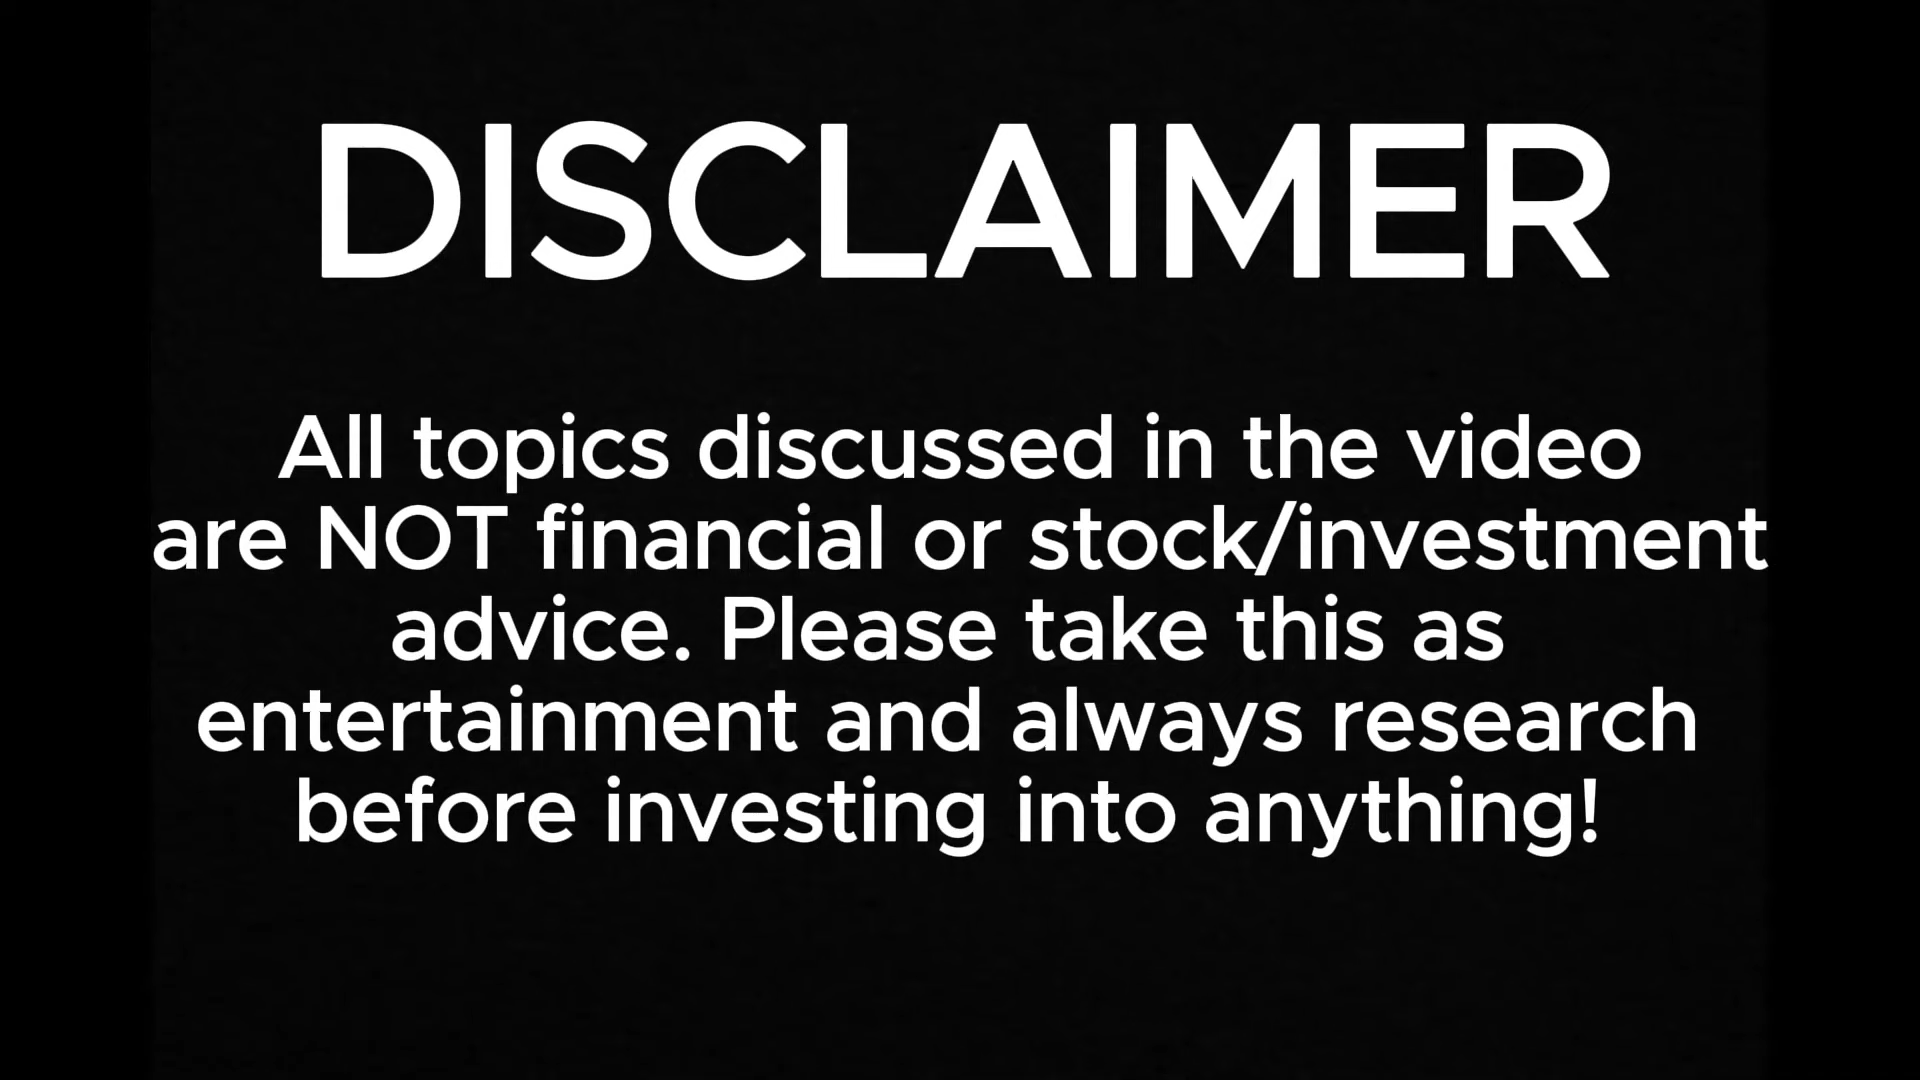 DISCLAIMER
All topics discussed in the video
are NOT financial or stock/investment
advice. Please take this as
entertainment and always research
before investing into anything!